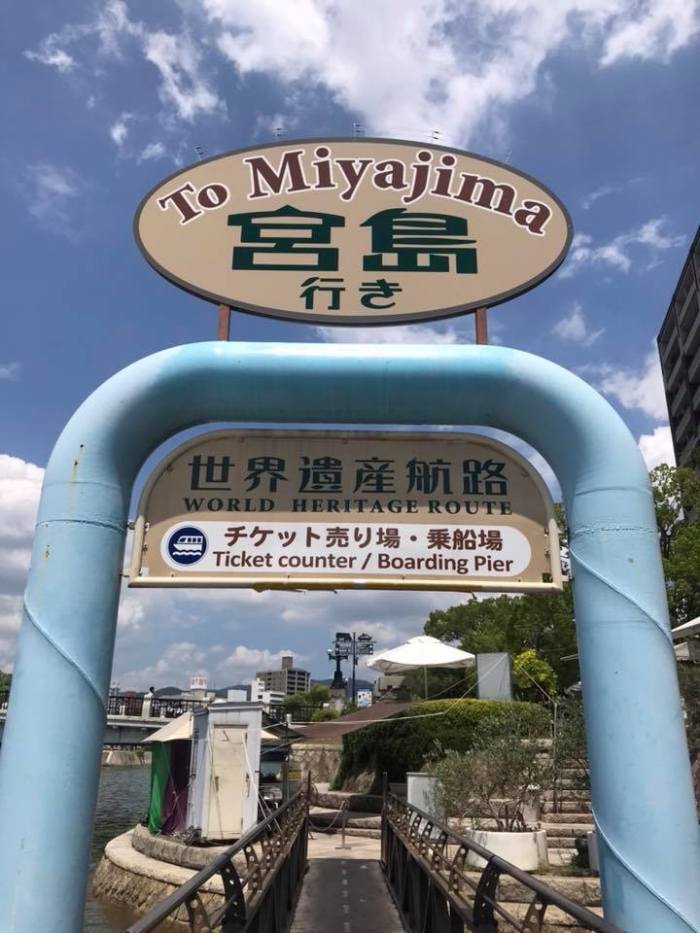 To Miyajima
宮島
行き
世界遺産航路
WORLD HERITAGE ROUTE
チケット売り場・乗船場
Ticket counter / Boarding Pier